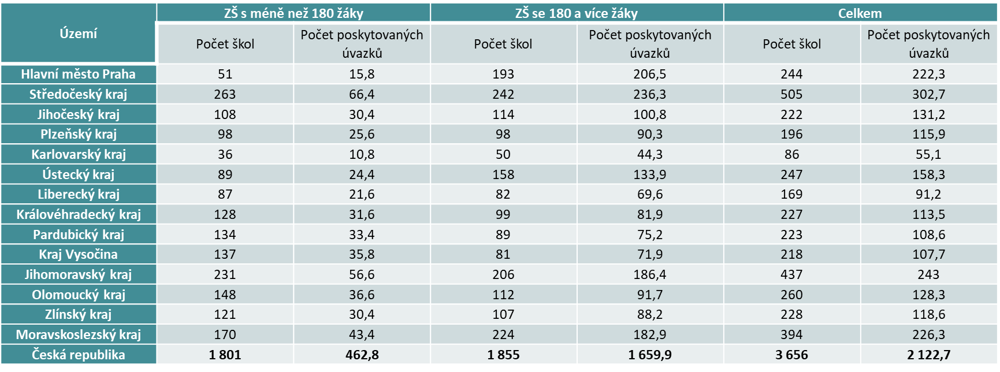 Území ZŠ s méně než 180 žáky ZŠ se 180 a více žáky Celkem
Počet škol Počet poskytovaných úvazků Počet škol Počet poskytovaných úvazků Počet škol Počet poskytovaných úvazků
Hlavní město Praha 51 15,8 193 206,5 244 222,3
Středočeský kraj 263 66,4 242 236,3 505 302,7
Jihočeský kraj 108 30,4 114 100,8 222 131,2
Plzeňský kraj 98 25,6 98 90,3 196 115,9
Karlovarský kraj 36 10,8 50 44,3 86 55,1
Ústecký kraj 89 24,4 158 133,9 247 158,3
Liberecký kraj 87 21,6 82 69,6 169 91,2
Královéhradecký kraj 128 31,6 99 81,9 227 113,5
Pardubický kraj 134 33,4 89 75,2 223 108,6
Kraj Vysočina 137 35,8 81 71,9 218 107,7
Jihomoravský kraj 231 56,6 206 186,4 437 243
Olomoucký kraj 148 36,6 112 91,7 260 128,3
Zlínský kraj 121 30,4 107 88,2 228 118,6
Moravskoslezský kraj 170 43,4 224 182,9 394 226,3
Česká republika 1 801 462,8 1 855 1 659,9 3 656 2 122,7